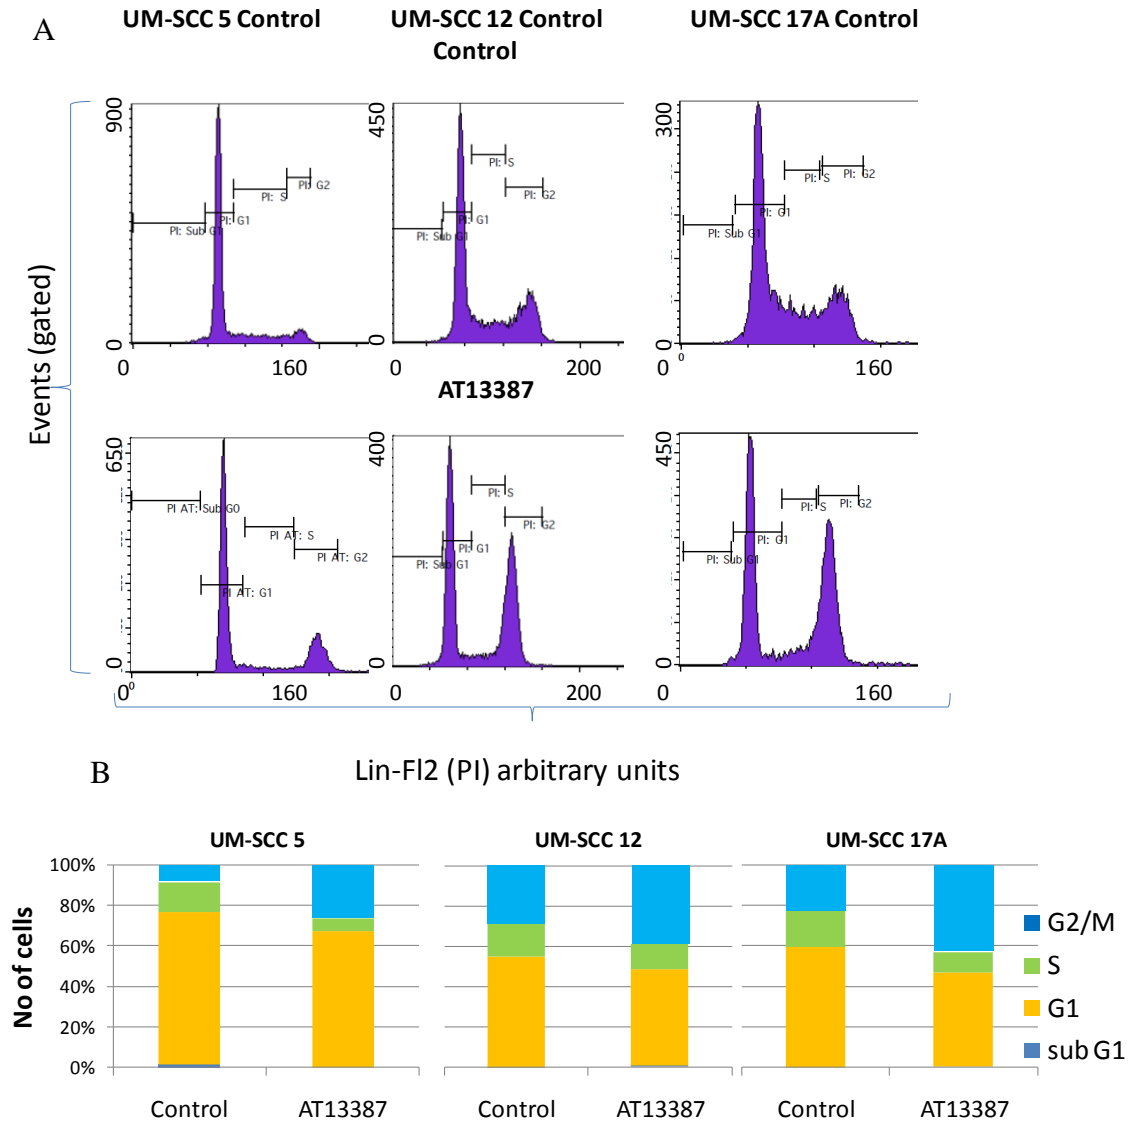 A
UM-SCC 5 Control
UM-SCC 12 Control
Control
UM-SCC 17A Control
Events (gated)
900
0
PI: Sub G1
PI: G1
PI: S
PI: G2
0
160
450
0
PI: Sub G1
PI: G1
PI: S
PI: G2
0
200
300
0
PI: Sub G1
PI: G1
PI: S
PI: G2
0
0
160
AT13387
650
0
PI AT: Sub G0
PI AT: G1
PI AT: S
PI AT: G2
0
0
160
400
0
PI: Sub G1
PI: G1
PI: S
PI: G2
0
200
450
0
PI: Sub G1
PI: G1
PI: S
PI: G2
0
0
160
Lin-Fl2 (PI) arbitrary units
B
UM-SCC 5
UM-SCC 12
UM-SCC 17A
No of cells
100%
80%
60%
40%
20%
0%
Control
AT13387
Control
AT13387
Control
AT13387
G2/M
S
G1
sub G1